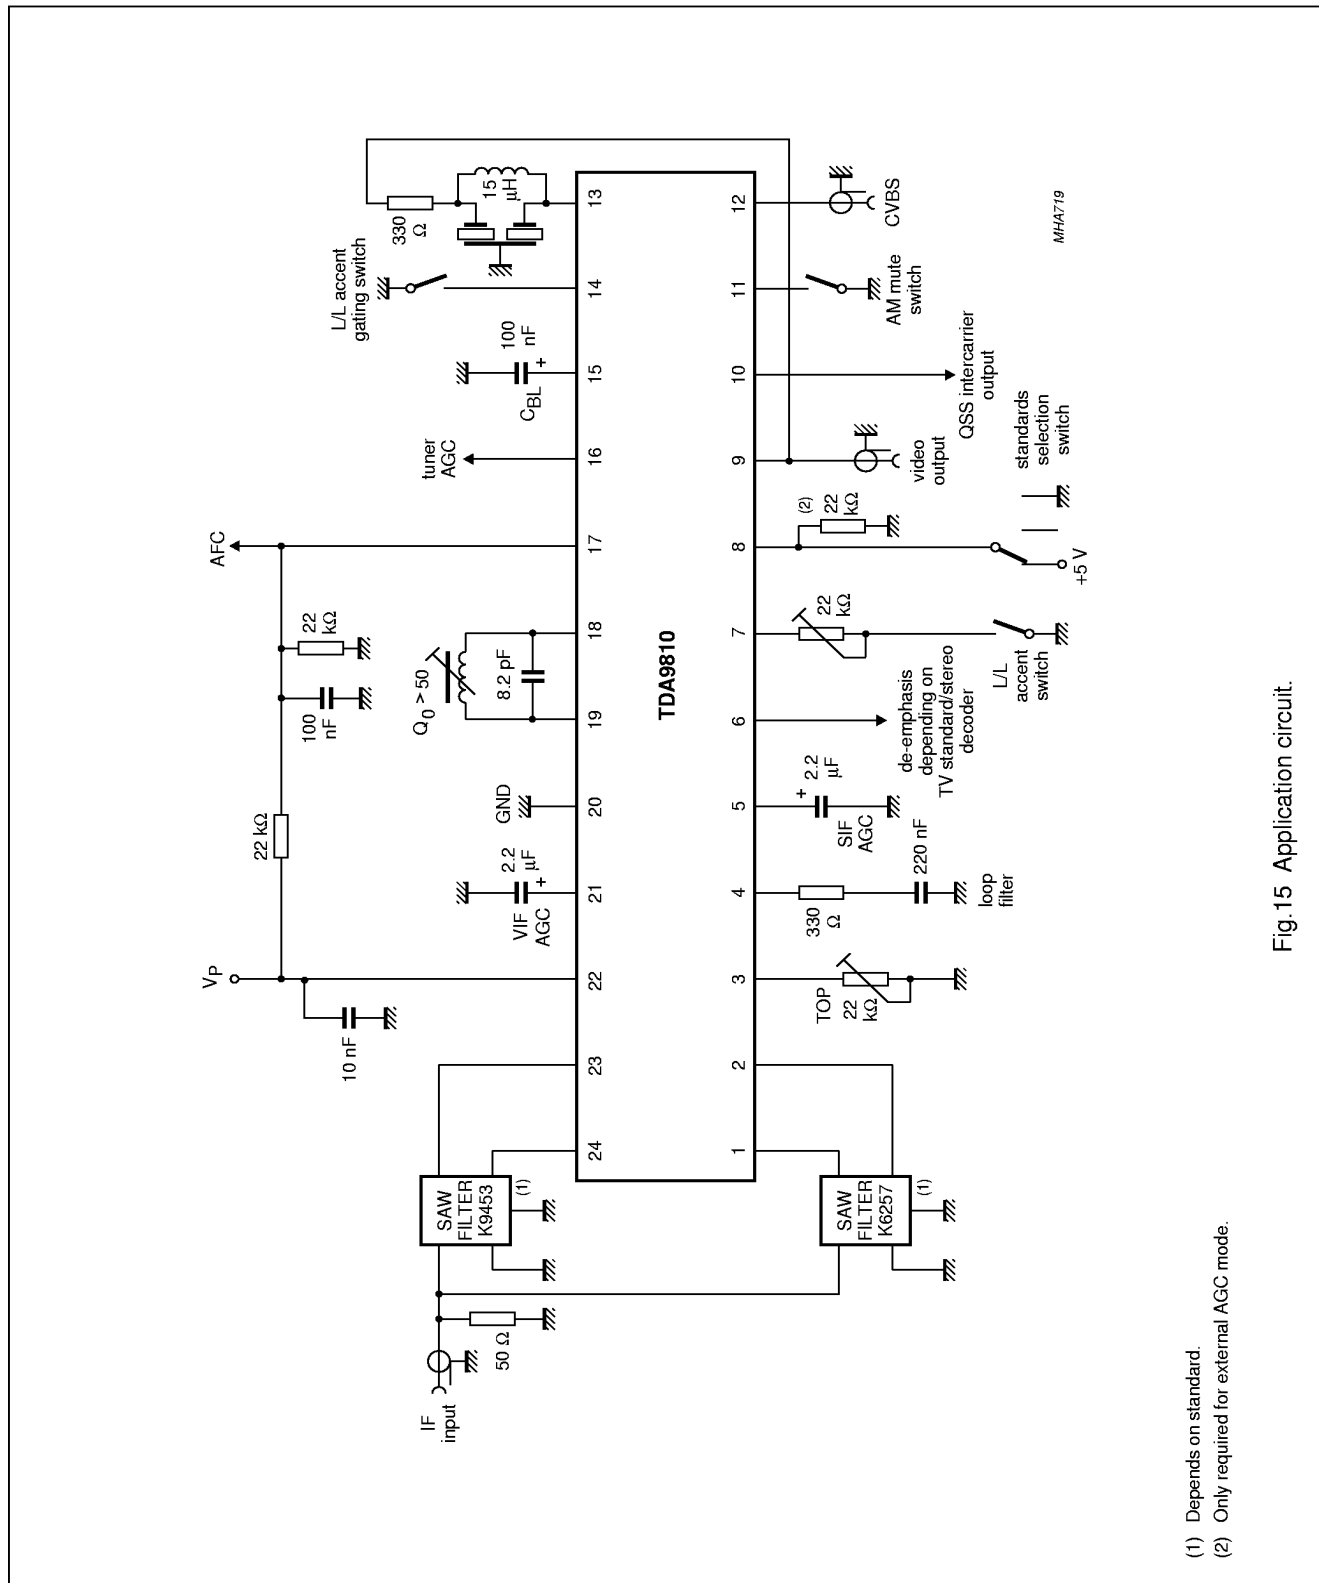 IF
input
50 Ω
SAW
FILTER
K9453
(1)
SAW
FILTER
K6257
(1)
10 nF
VP
22 kΩ
100
nF
22
kΩ
AFC
VIF
AGC
2.2
μF
+
GND
Q0 > 50
8.2 pF
tuner
AGC
CBL
100
nF
+
L/L accent
gating switch
330
Ω
15
μH
24
23
22
21
20
19
18
17
16
15
14
13
TDA9810
1
2
3
4
5
6
7
8
9
10
11
12
TOP
22
kΩ
330
Ω
220 nF
loop
filter
+
2.2
μF
SIF
AGC
de-emphasis
depending on
TV standard/stereo
decoder
22
kΩ
L/L
accent
switch
(2)
22
kΩ
+5 V
standards
selection
switch
video
output
QSS intercarrier
output
AM mute
switch
CVBS
MHA719
(1) Depends on standard.
(2) Only required for external AGC mode.
Fig.15 Application circuit.